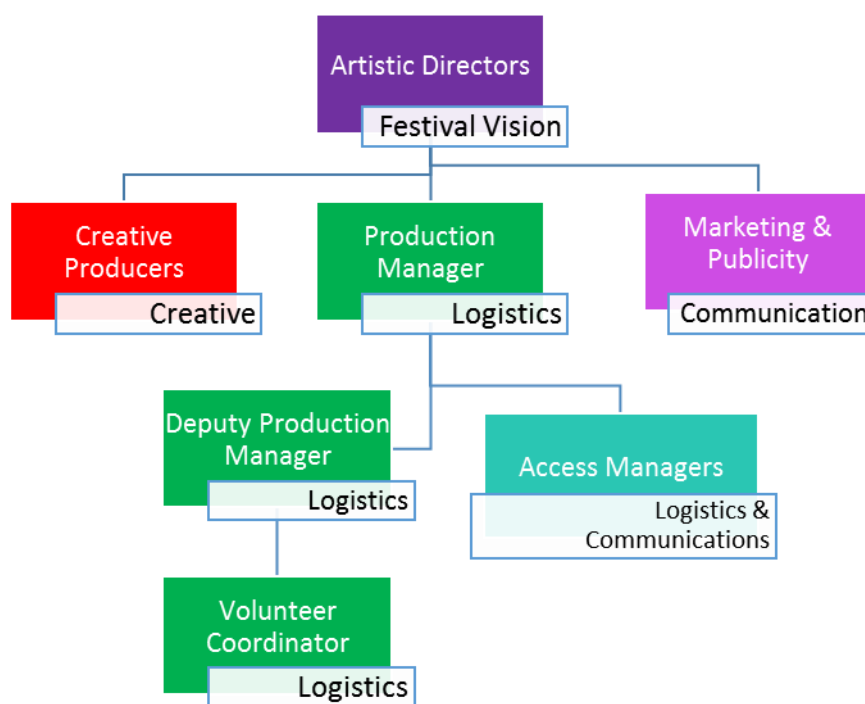 Artistic Directors
Festival Vision
Creative
Producers
Creative
Production
Manager
Logistics
Marketing &
Publicity
Communication
Deputy Production
Manager
Logistics
Access Managers
Logistics &
Communications
Volunteer
Coordinator
Logistics